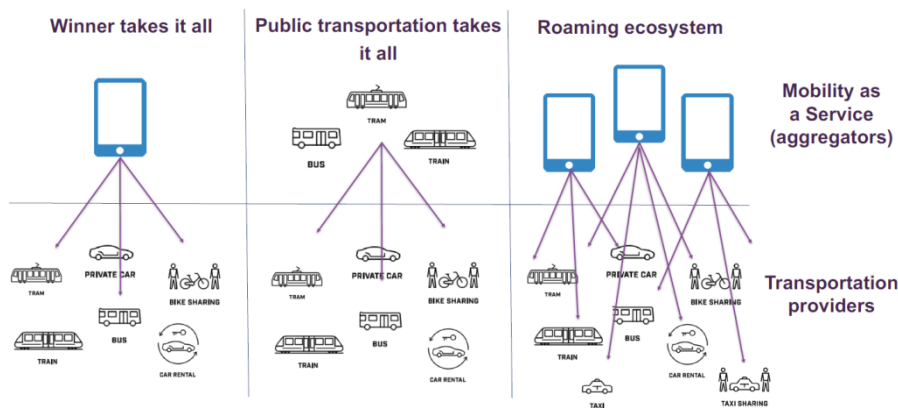 Winner takes it all
Public transportation takes
it all
Roaming ecosystem
Mobility as
a Service
(aggregators)
TRAM
BUS
TRAIN
Transportation
providers
PRIVATE CAR
TRAM
BIKE SHARING
BUS
TRAIN
CAR RENTAL
PRIVATE CAR
TRAM
BIKE SHARING
BUS
TRAIN
CAR RENTAL
PRIVATE CAR
TRAM
BIKE SHARING
BUS
TRAIN
CAR RENTAL
TAXI
TAXI SHARING